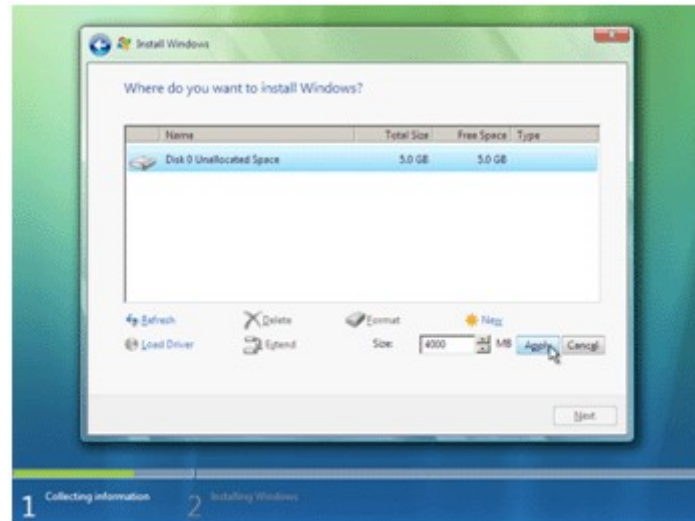 Install Windows
Where do you want to install Windows?
Name Total Size Free Space Type
Disk 0 Unallocated Space 5.0 GB 5.0 GB
Refresh Delete Format New
Load Driver Extend Size: 4000 MB Apply Cancel
Next
1 Collecting information 2 Installing Windows